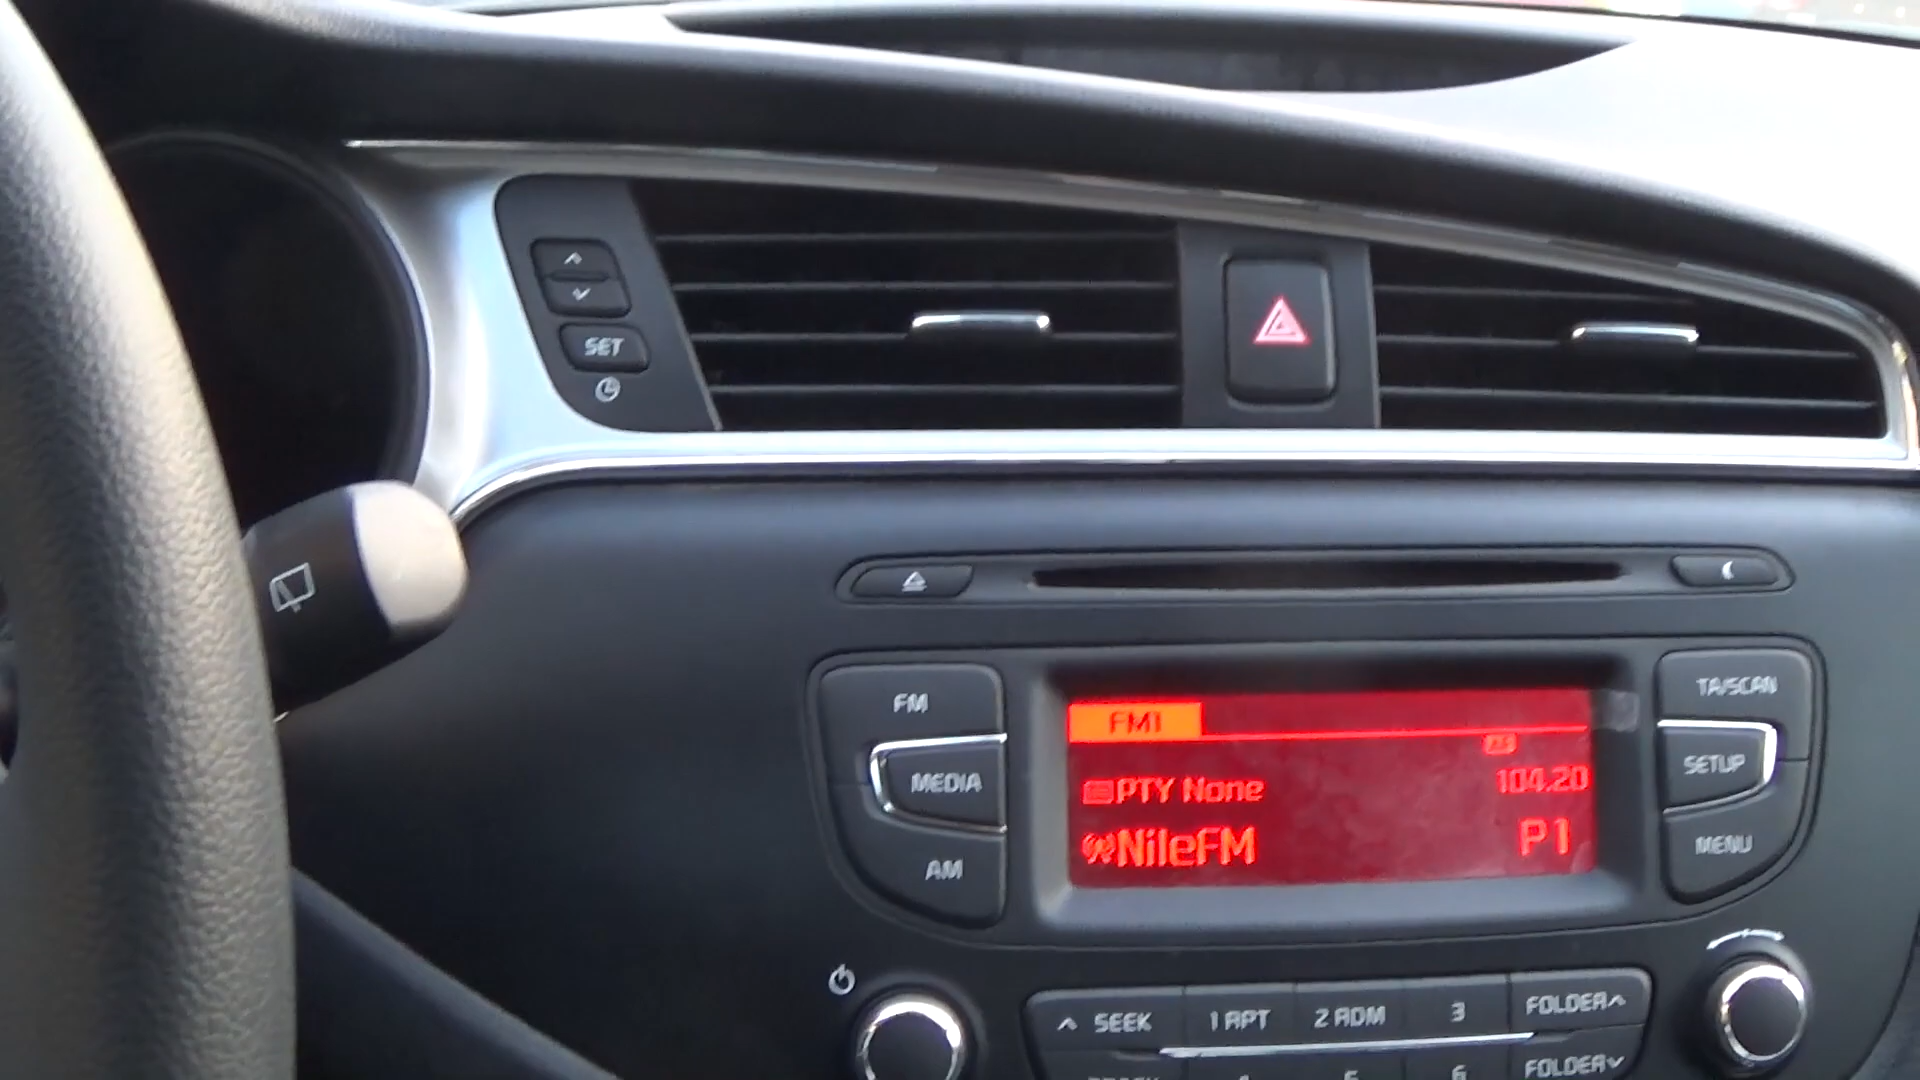 SET
FM
MEDIA
AM
FM1
PTY None
104.20
NileFM
P1
TA/SCAN
SETUP
MENU
SEEK
1 RPT
2 RDM
3
FOLDER
6
FOLDER